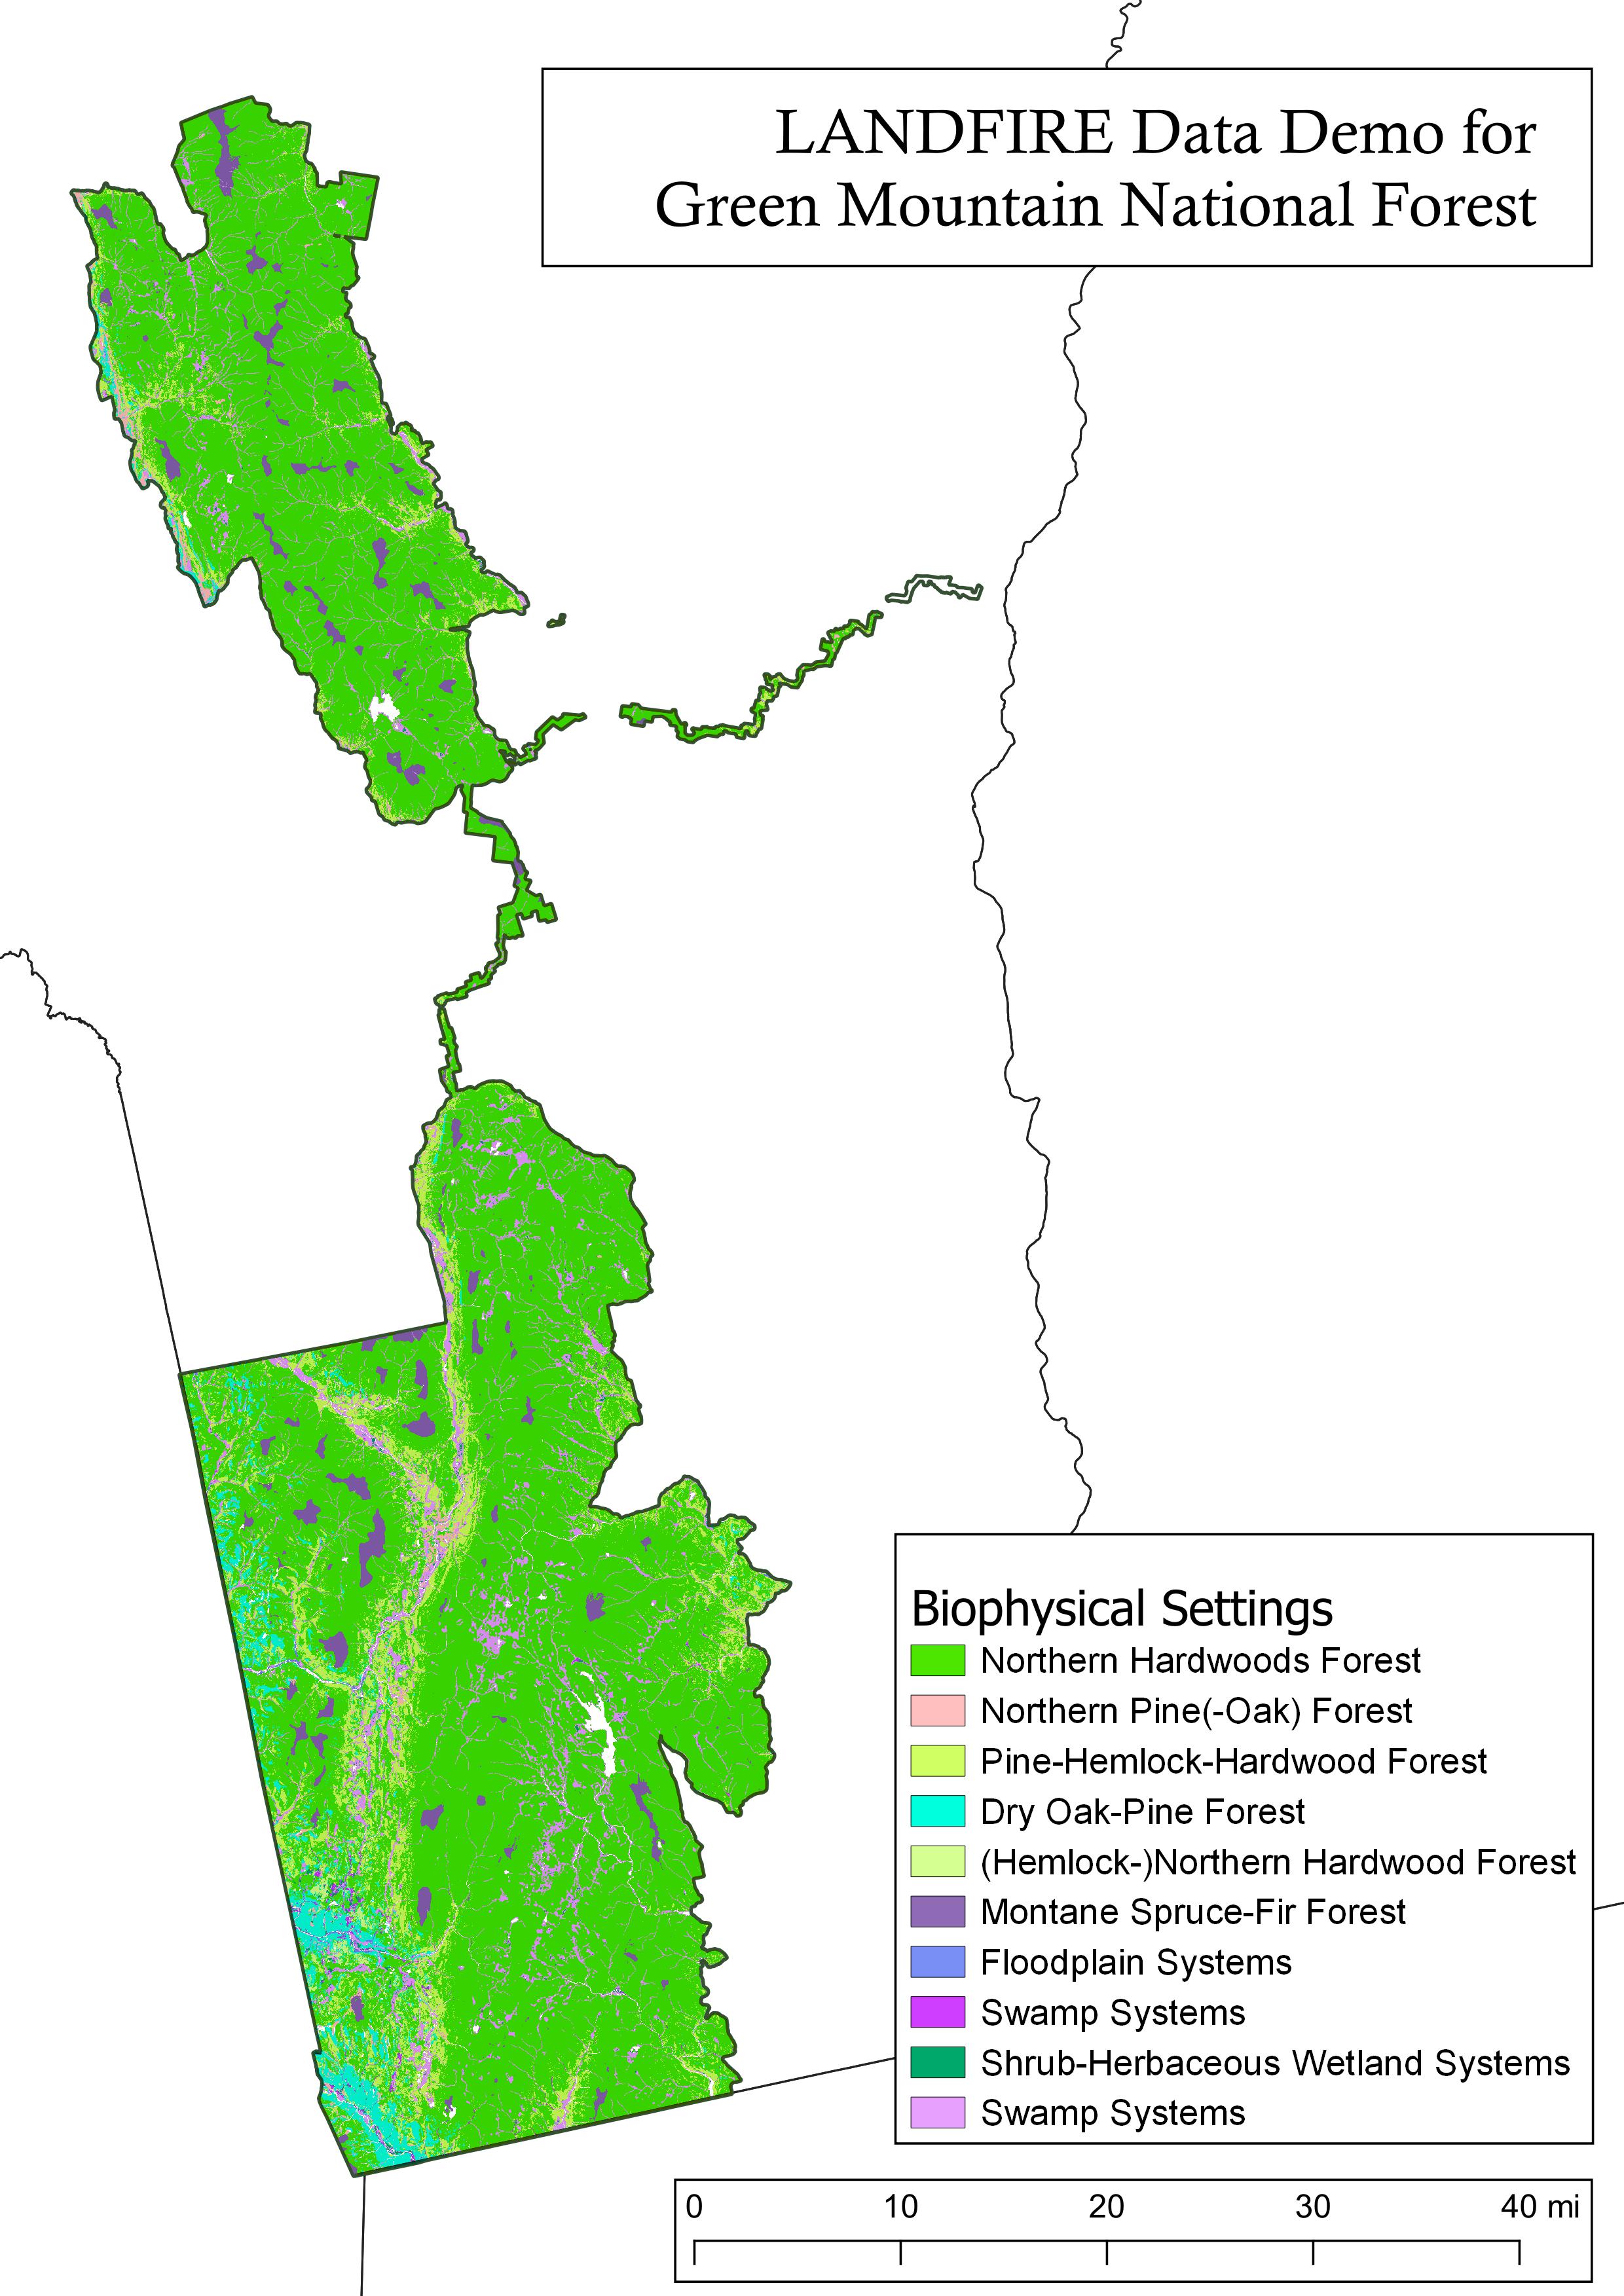 LANDFIRE Data Demo for
Green Mountain National Forest
Biophysical Settings
Northern Hardwoods Forest
Northern Pine(-Oak) Forest
Pine-Hemlock-Hardwood Forest
Dry Oak-Pine Forest
(Hemlock-)Northern Hardwood Forest
Montane Spruce-Fir Forest
Floodplain Systems
Swamp Systems
Shrub-Herbaceous Wetland Systems
Swamp Systems
0 10 20 30 40 mi